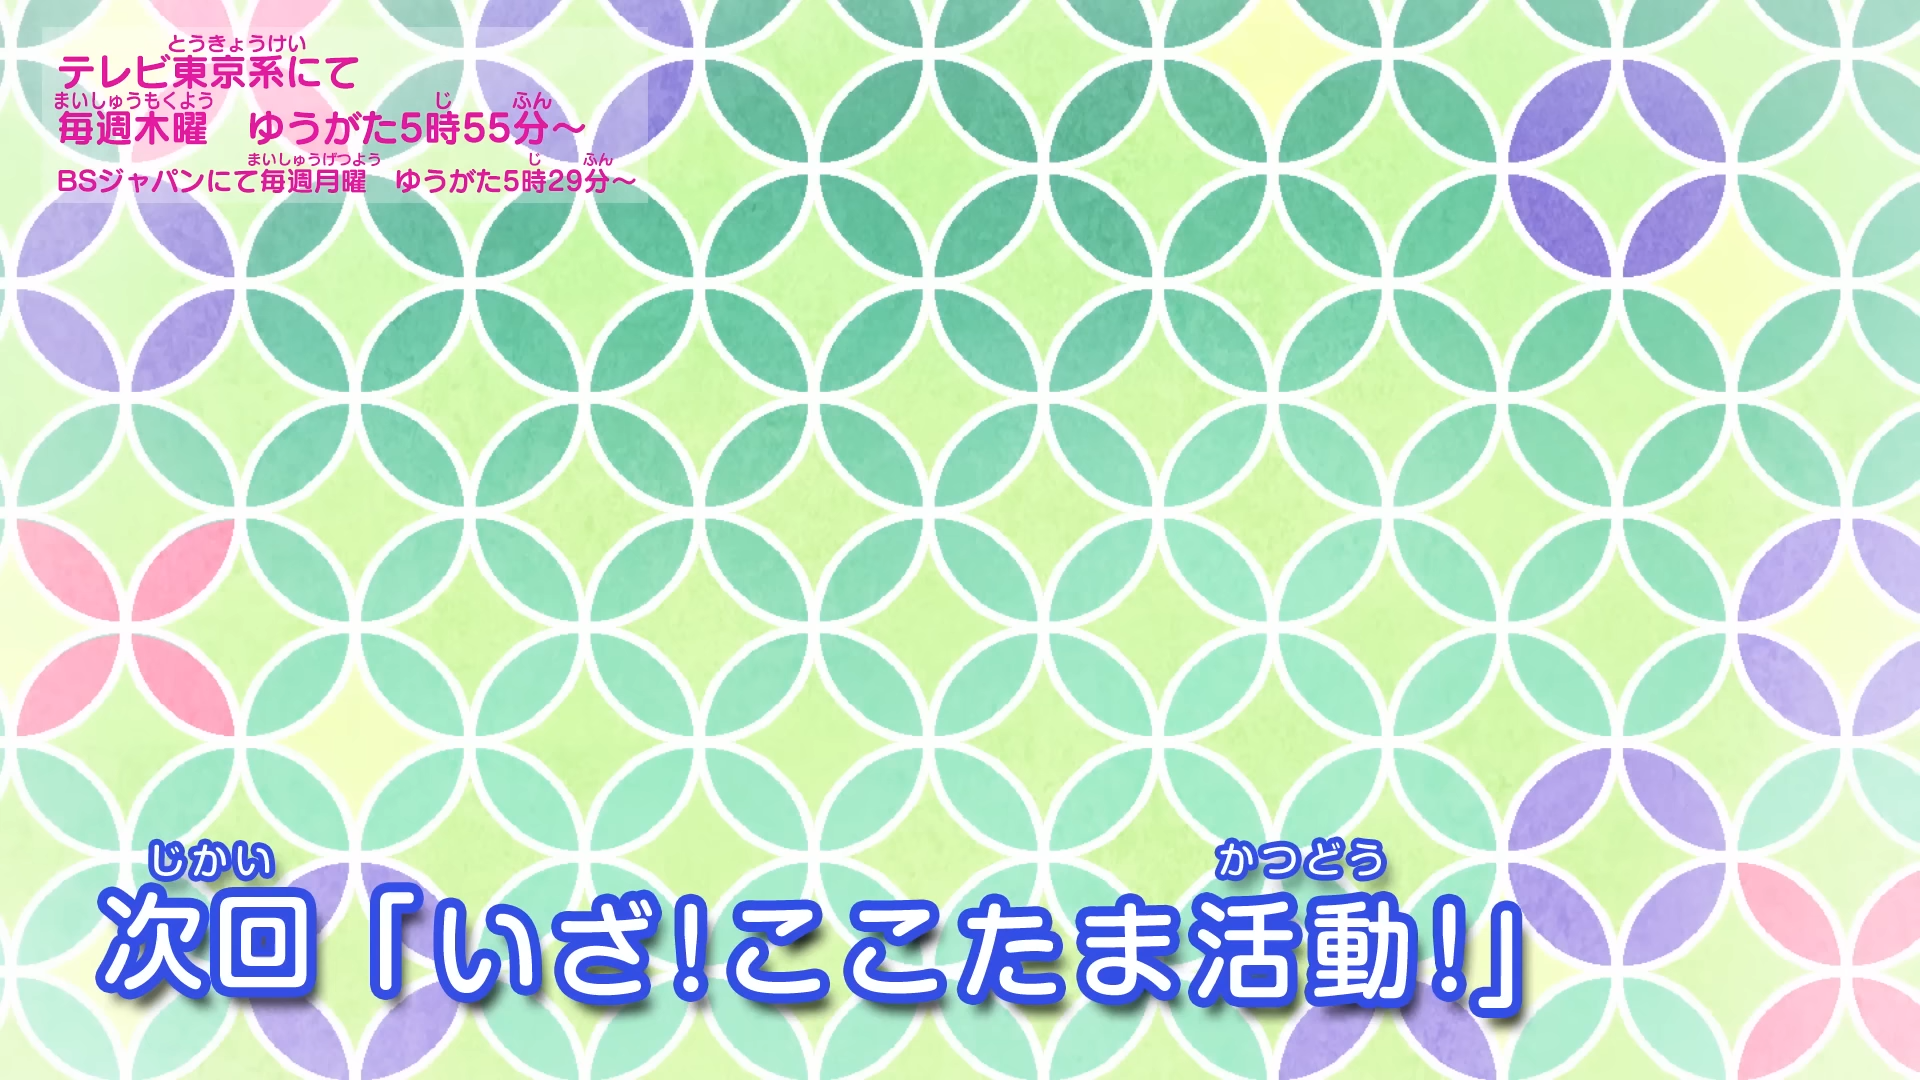 とうきょうけい
テレビ東京系にて
まいしゅうもくよう じ ふん
毎週木曜 ゆうがた5時55分～
まいしゅうげつよう じ ふん
BSジャパンにて毎週月曜 ゆうがた5時29分～
じかい かつどう
次回「いざ!ここたま活動!」